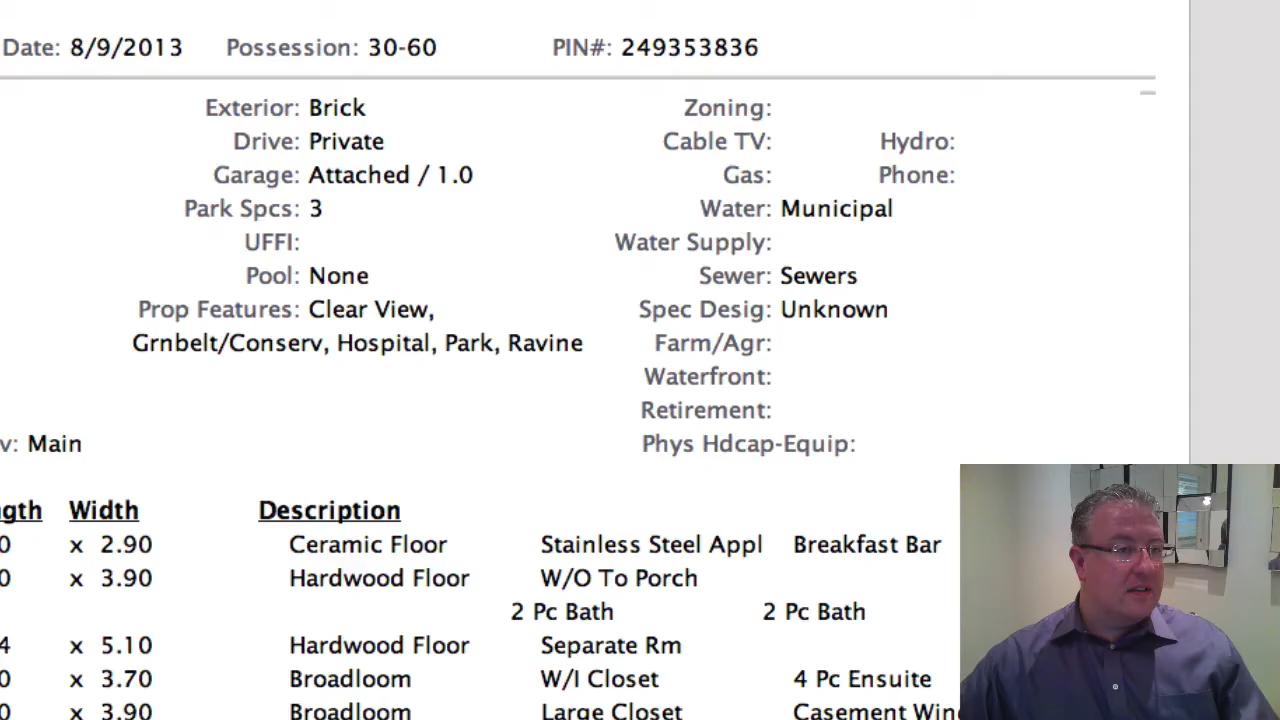 Date: 8/9/2013 Possession: 30-60 PIN#: 249353836
Exterior: Brick Zoning:
Drive: Private Cable TV: Hydro:
Garage: Attached / 1.0 Gas: Phone:
Park Spcs: 3 Water: Municipal
UFFI: Water Supply:
Pool: None Sewer: Sewers
Prop Features: Clear View, Spec Desig: Unknown
Grnbelt/Conserv, Hospital, Park, Ravine Farm/Agr:
Waterfront:
Retirement:
v: Main Phys Hdcap-Equip:
ngth Width Description
0 x 2.90 Ceramic Floor Stainless Steel Appl Breakfast Bar
0 x 3.90 Hardwood Floor W/O To Porch
2 Pc Bath 2 Pc Bath
4 x 5.10 Hardwood Floor Separate Rm
0 x 3.70 Broadloom W/I Closet 4 Pc Ensuite
0 x 3.90 Broadloom Large Closet Casement Win